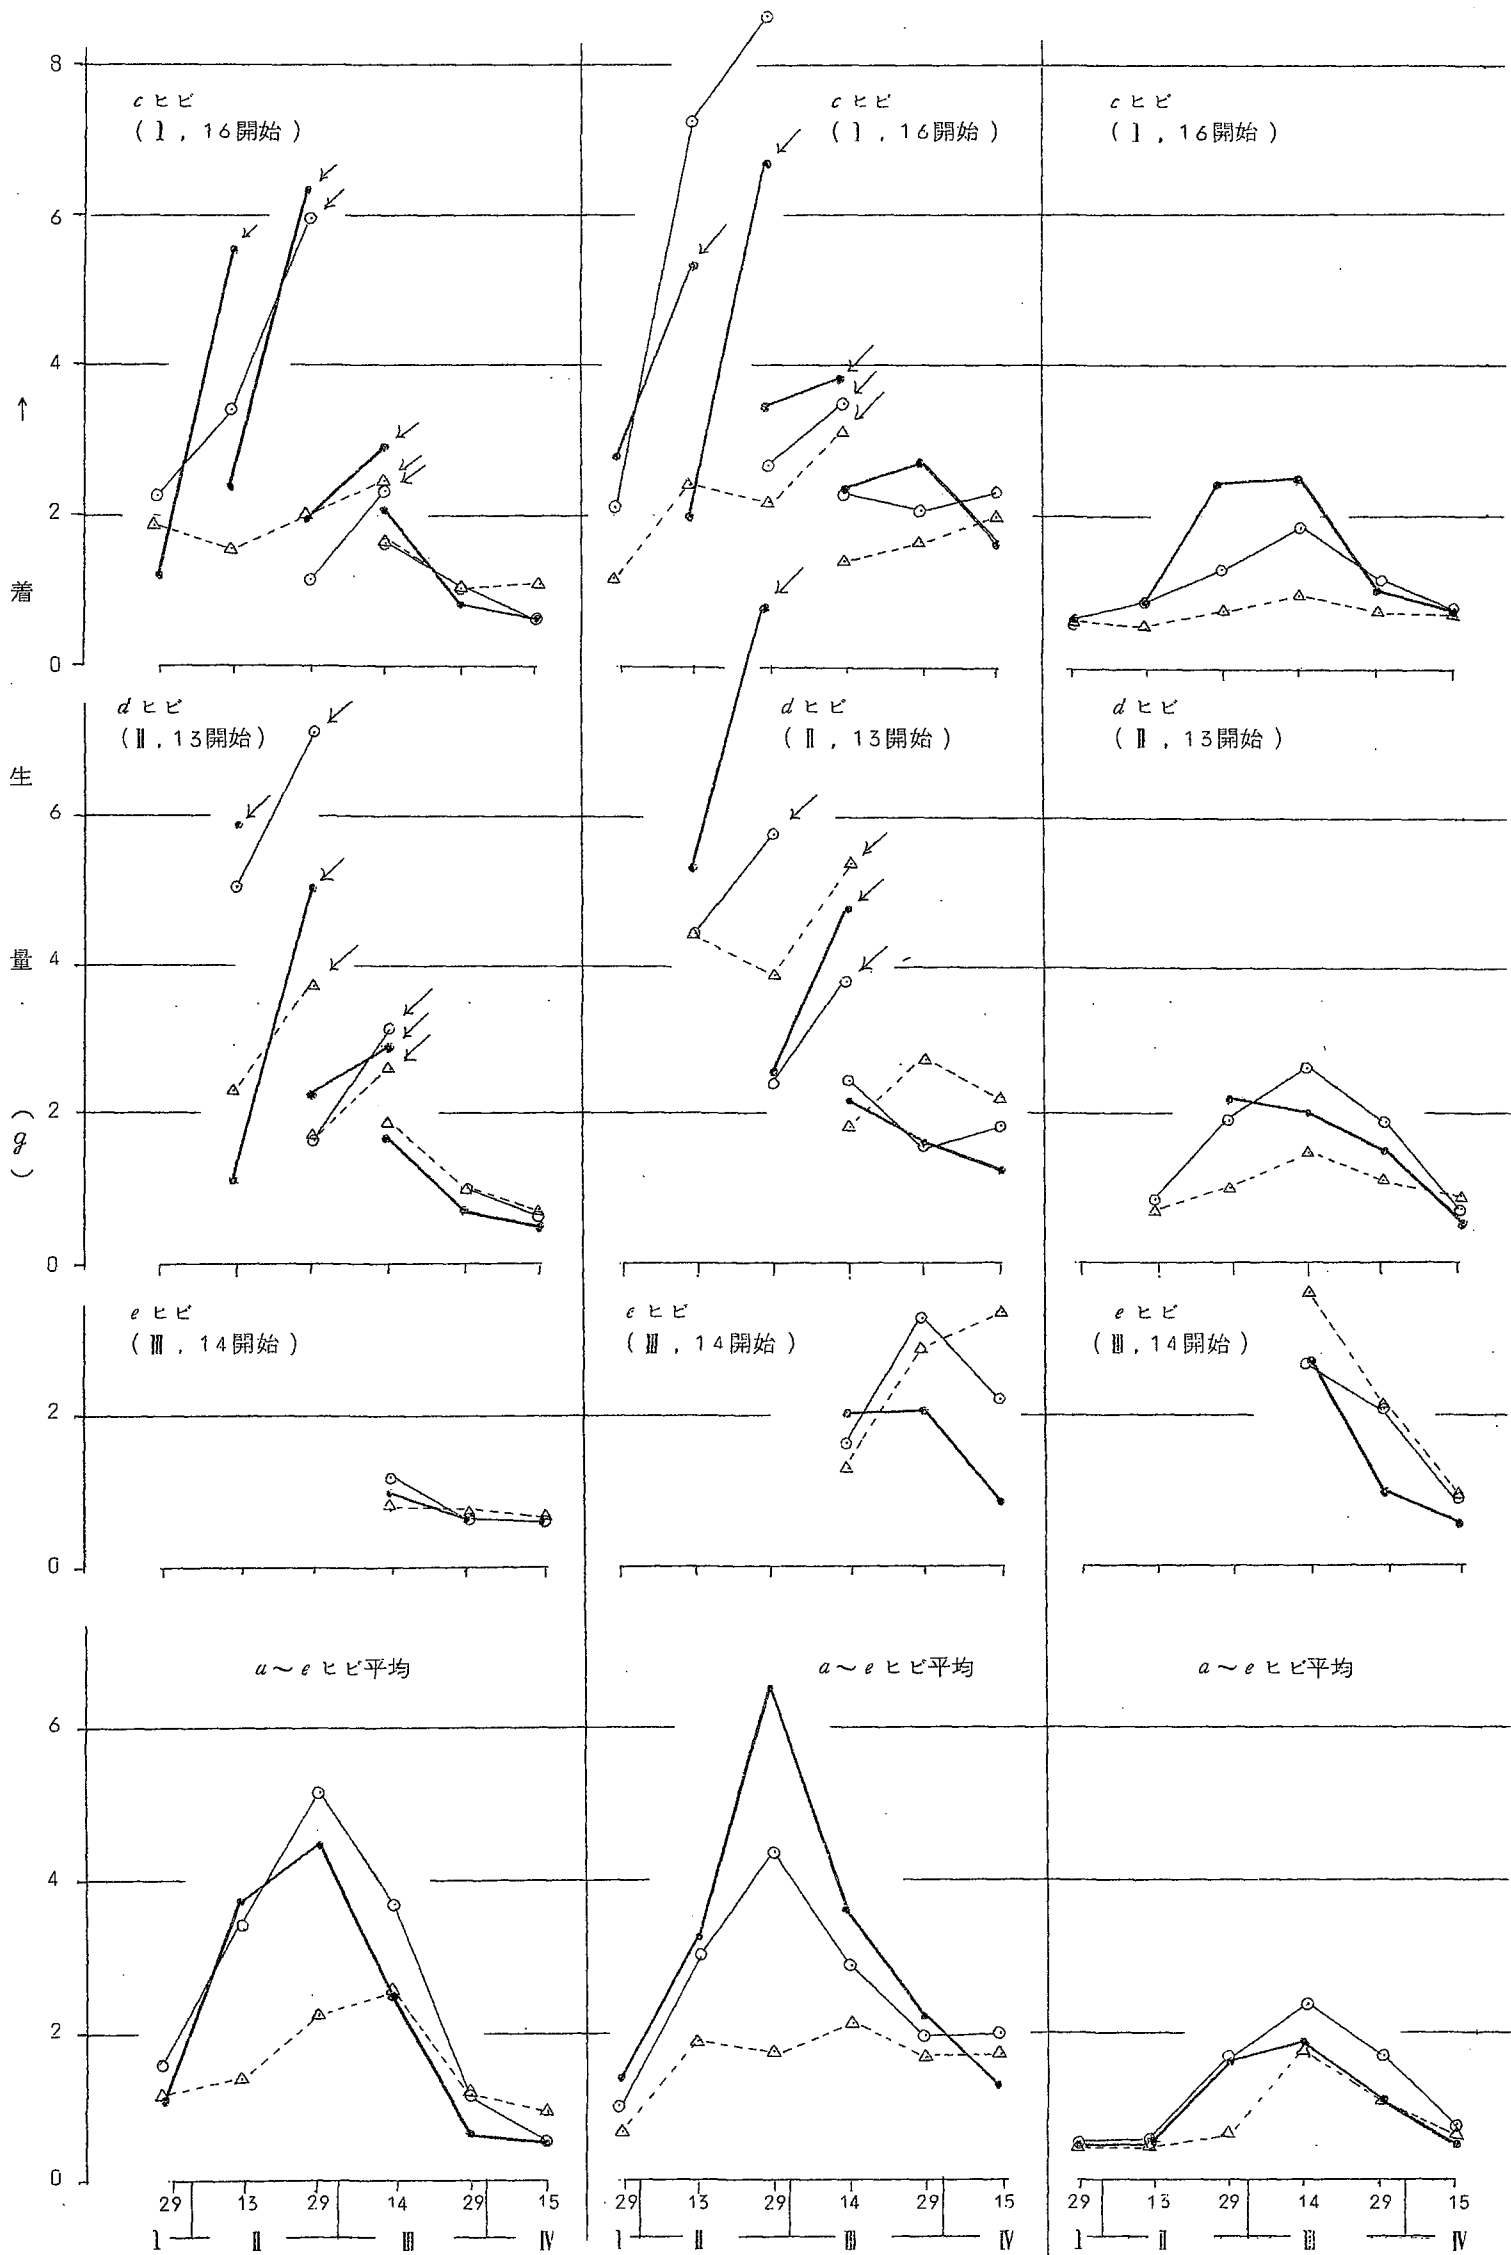 8
c ヒビ
c ヒビ
c ヒビ
(Ⅰ, 16開始)
(Ⅰ, 16開始)
(Ⅰ, 16開始)
6
4
↑
2
着
0
d ヒビ
d ヒビ
d ヒビ
(Ⅱ, 13開始)
(Ⅱ, 13開始)
(Ⅱ, 13開始)
生
6
量
4
2
(g)
0
e ヒビ
e ヒビ
e ヒビ
(Ⅲ, 14開始)
(Ⅲ, 14開始)
(Ⅲ, 14開始)
2
0
a～e ヒビ平均
a～e ヒビ平均
a～e ヒビ平均
6
4
2
0
29 13 29 14 29 15
29 13 29 14 29 15
29 13 29 14 29 15
Ⅰ Ⅱ Ⅲ Ⅳ
Ⅰ Ⅱ Ⅲ Ⅳ
Ⅰ Ⅱ Ⅲ Ⅳ